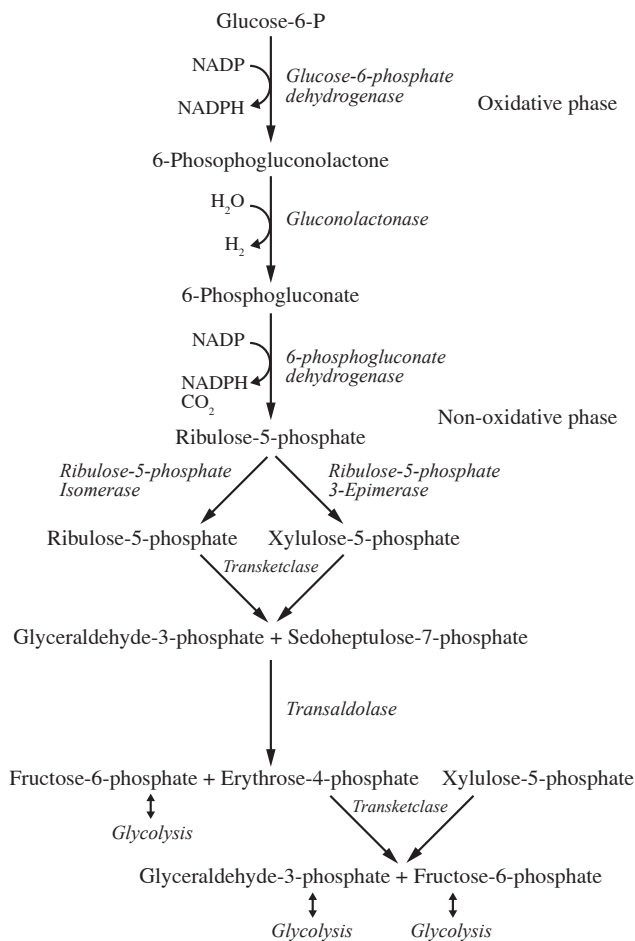 Glucose-6-P
NADP
Glucose-6-phosphate
dehydrogenase
NADPH
Oxidative phase
6-Phosophogluconolactone
H₂O
Gluconolactonase
H₂
6-Phosphogluconate
NADP
6-phosphogluconate
dehydrogenase
NADPH
CO₂
Non-oxidative phase
Ribulose-5-phosphate
Ribulose-5-phosphate
Isomerase
Ribulose-5-phosphate
3-Epimerase
Ribulose-5-phosphate Xylulose-5-phosphate
Transketclase
Glyceraldehyde-3-phosphate + Sedoheptulose-7-phosphate
Transaldolase
Fructose-6-phosphate + Erythrose-4-phosphate Xylulose-5-phosphate
Transketclase
Glycolysis
Glyceraldehyde-3-phosphate + Fructose-6-phosphate
Glycolysis Glycolysis